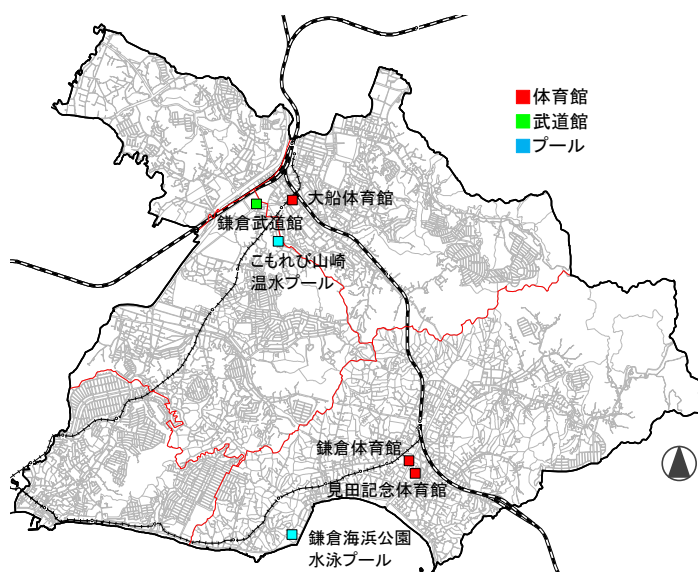 体育館
武道館
プール
大船体育館
鎌倉武道館
こもれび山崎
温水プール
鎌倉体育館
見田記念体育館
鎌倉海浜公園
水泳プール